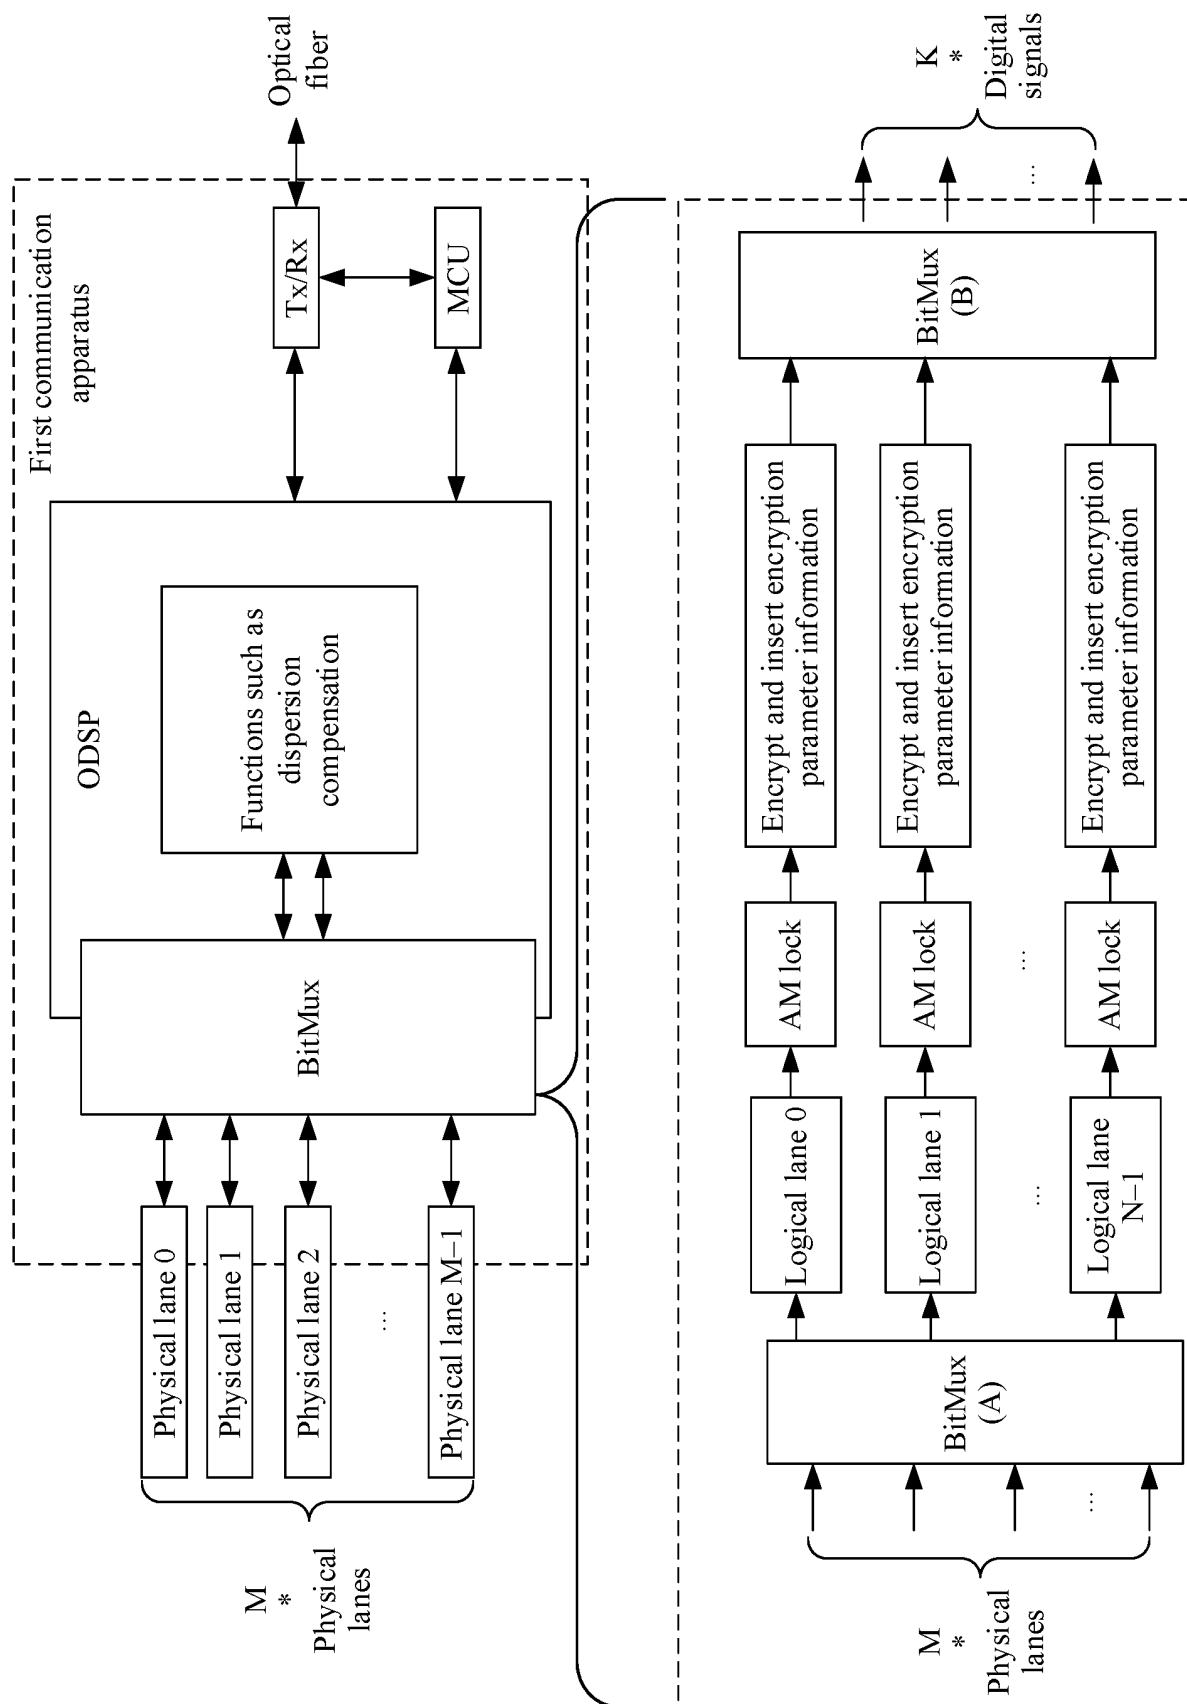 First communication
apparatus
ODSP
M
*
Physical
lanes
Physical lane 0
Physical lane 1
Physical lane 2
...
Physical lane M–1
BitMux
Functions such as
dispersion
compensation
Tx/Rx
MCU
Optical
fiber
M
*
Physical
lanes
...
BitMux
(A)
Logical lane 0
AM lock
Encrypt and insert encryption
parameter information
Logical lane 1
AM lock
Encrypt and insert encryption
parameter information
...
...
Logical lane
N–1
AM lock
Encrypt and insert encryption
parameter information
BitMux
(B)
...
K
*
Digital
signals